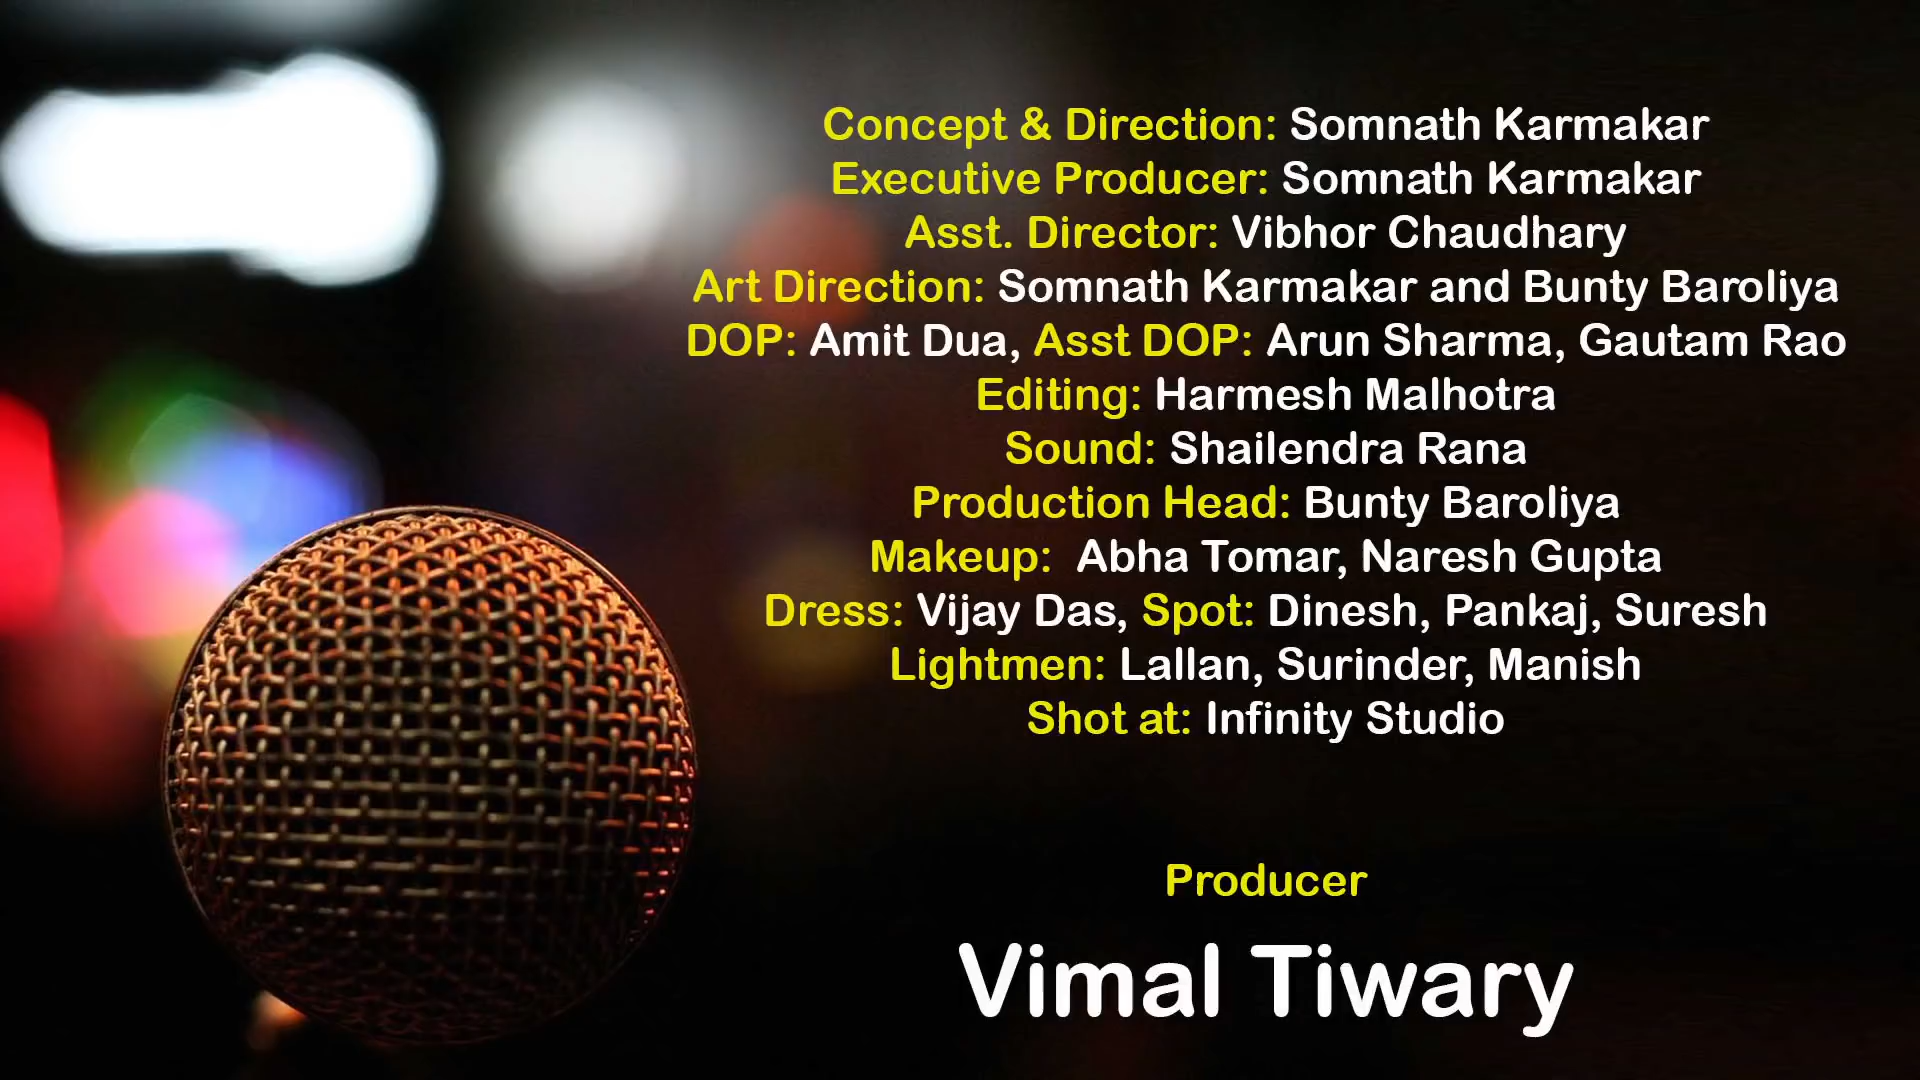 Concept & Direction: Somnath Karmakar
Executive Producer: Somnath Karmakar
Asst. Director: Vibhor Chaudhary
Art Direction: Somnath Karmakar and Bunty Baroliya
DOP: Amit Dua, Asst DOP: Arun Sharma, Gautam Rao
Editing: Harmesh Malhotra
Sound: Shailendra Rana
Production Head: Bunty Baroliya
Makeup:  Abha Tomar, Naresh Gupta
Dress: Vijay Das, Spot: Dinesh, Pankaj, Suresh
Lightmen: Lallan, Surinder, Manish
Shot at: Infinity Studio
Producer
Vimal Tiwary